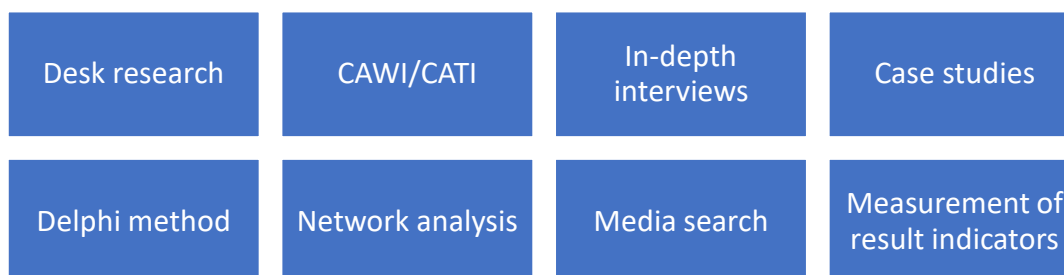 Desk research
CAWI/CATI
In-depth
interviews
Case studies
Delphi method
Network analysis
Media search
Measurement of
result indicators